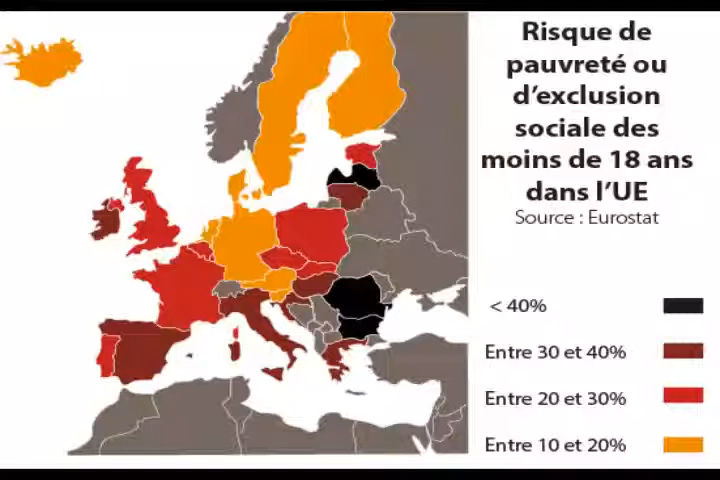 Risque de
pauvreté ou
d’exclusion
sociale des
moins de 18 ans
dans l’UE
Source : Eurostat
< 40%
Entre 30 et 40%
Entre 20 et 30%
Entre 10 et 20%